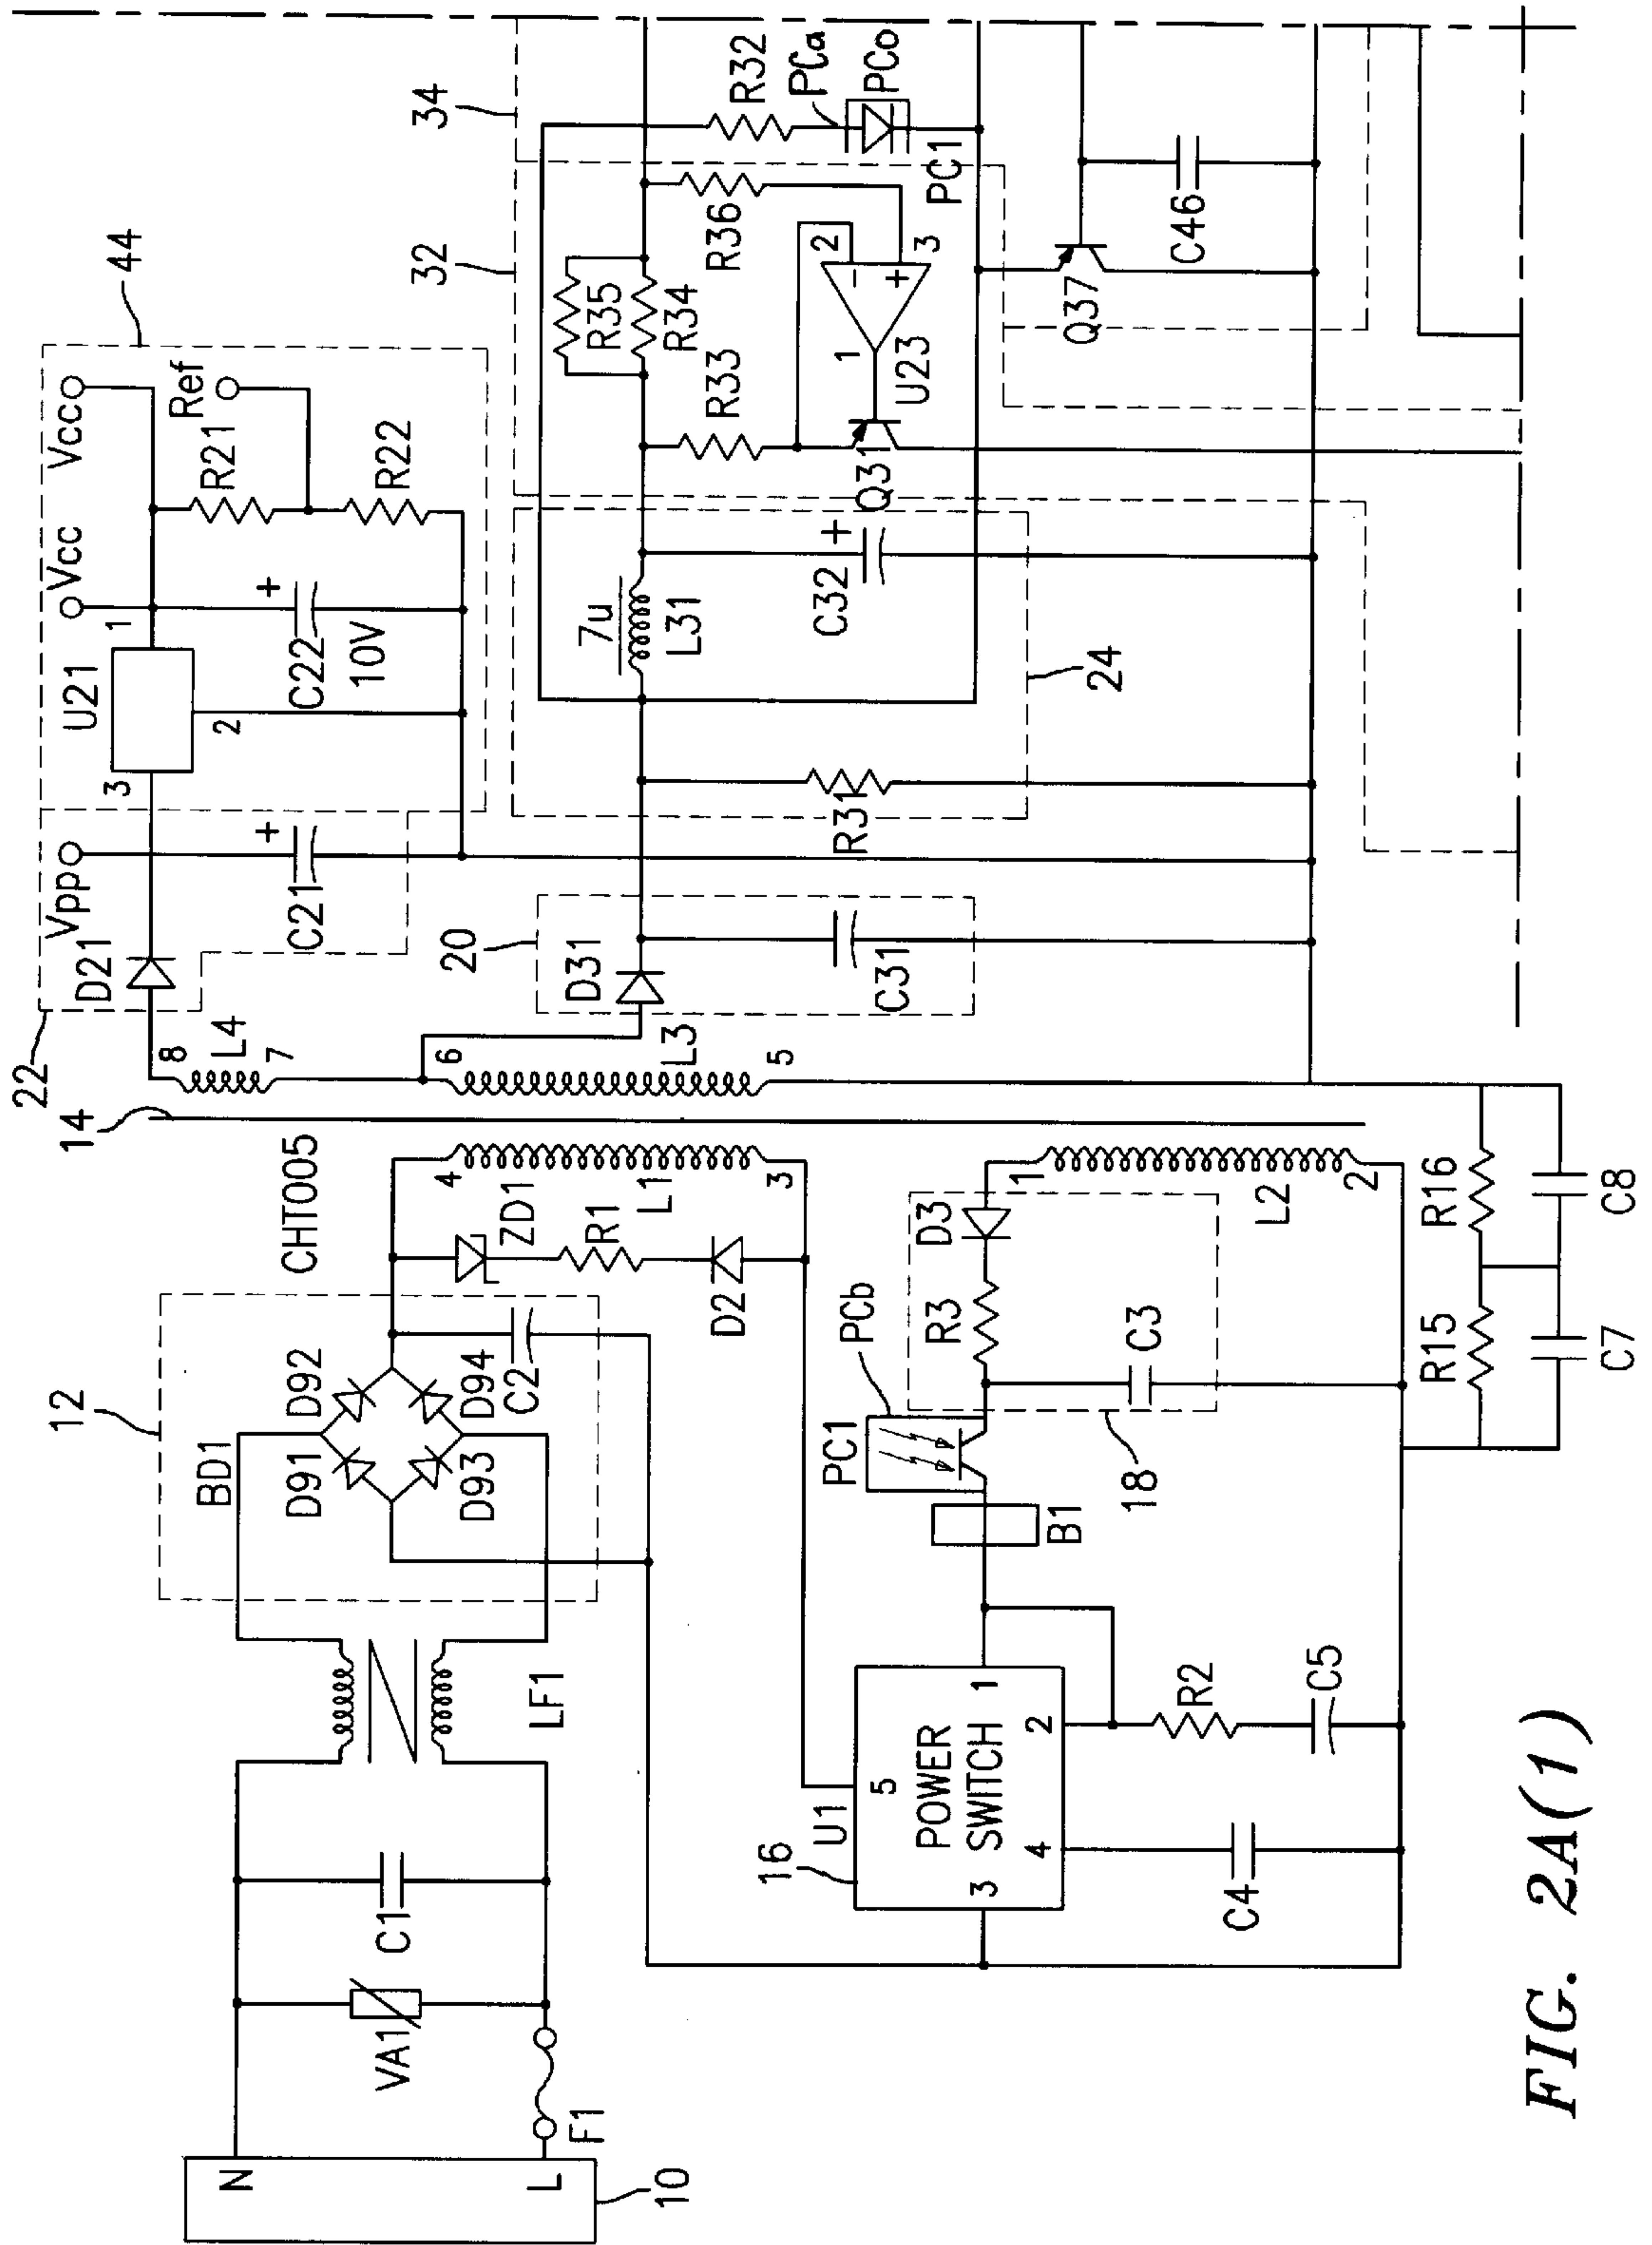 10
N
L
F1
VA1
C1
LF1
12
BD1
D91
D92
D93
D94
C2
CHT005
14
4
ZD1
R1
L1
D2
3
16
U1
5
POWER
SWITCH
1
2
3
4
C4
R2
C5
B1
PC1
PCb
18
R3
D3
C3
1
L2
2
R15
R16
C7
C8
22
8
L4
7
6
L3
5
D21
Vpp
+
C21
3
U21
1
2
Vcc
Vcco
+
C22
10V
R21
R22
Ref
44
20
D31
C31
R31
24
7u
L31
+
C32
32
R33
R35
R34
R36
Q31
1
U23
2
3
-
+
34
R32
PCa
PCo
PC1
Q37
C46
FIG. 2A(1)